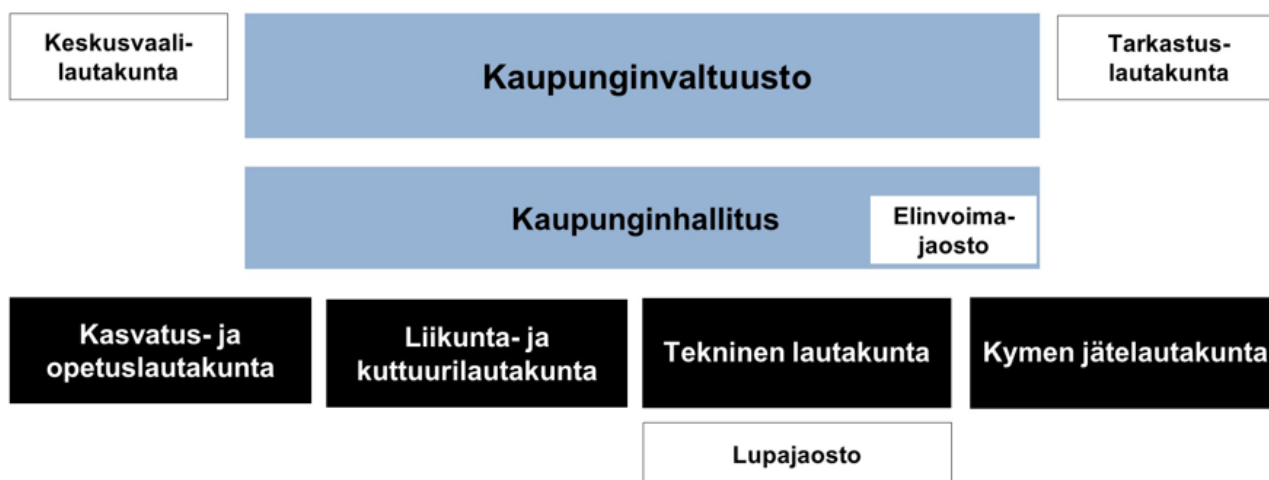 Keskusvaali-
lautakunta
Kaupunginvaltuusto
Tarkastus-
lautakunta
Kaupunginhallitus
Elinvoima-
jaosto
Kasvatus- ja
opetuslautakunta
Liikunta- ja
kuttuurilautakunta
Tekninen lautakunta
Kymen jätelautakunta
Lupajaosto